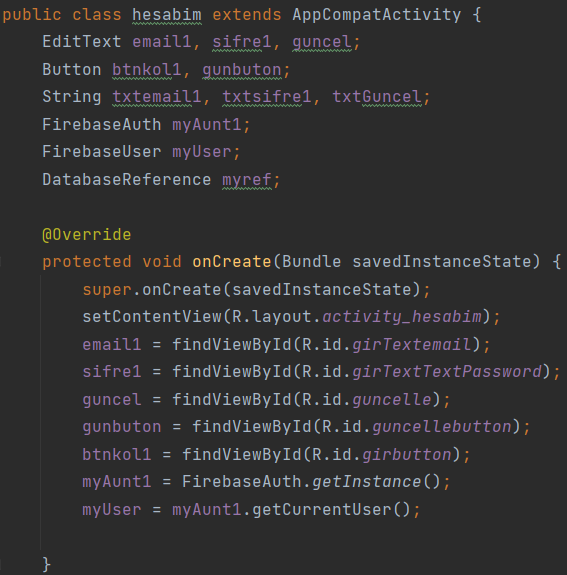 public class hesabim extends AppCompatActivity {
    EditText email1, sifre1, guncel;
    Button btnkol1, gunbuton;
    String txtemail1, txtsifre1, txtGuncel;
    FirebaseAuth myAunt1;
    FirebaseUser myUser;
    DatabaseReference myref;

    @Override
    protected void onCreate(Bundle savedInstanceState) {
        super.onCreate(savedInstanceState);
        setContentView(R.layout.activity_hesabim);
        email1 = findViewById(R.id.girTextemail);
        sifre1 = findViewById(R.id.girTextTextPassword);
        guncel = findViewById(R.id.guncelle);
        gunbuton = findViewById(R.id.guncellebutton);
        btnkol1 = findViewById(R.id.girbutton);
        myAunt1 = FirebaseAuth.getInstance();
        myUser = myAunt1.getCurrentUser();

    }